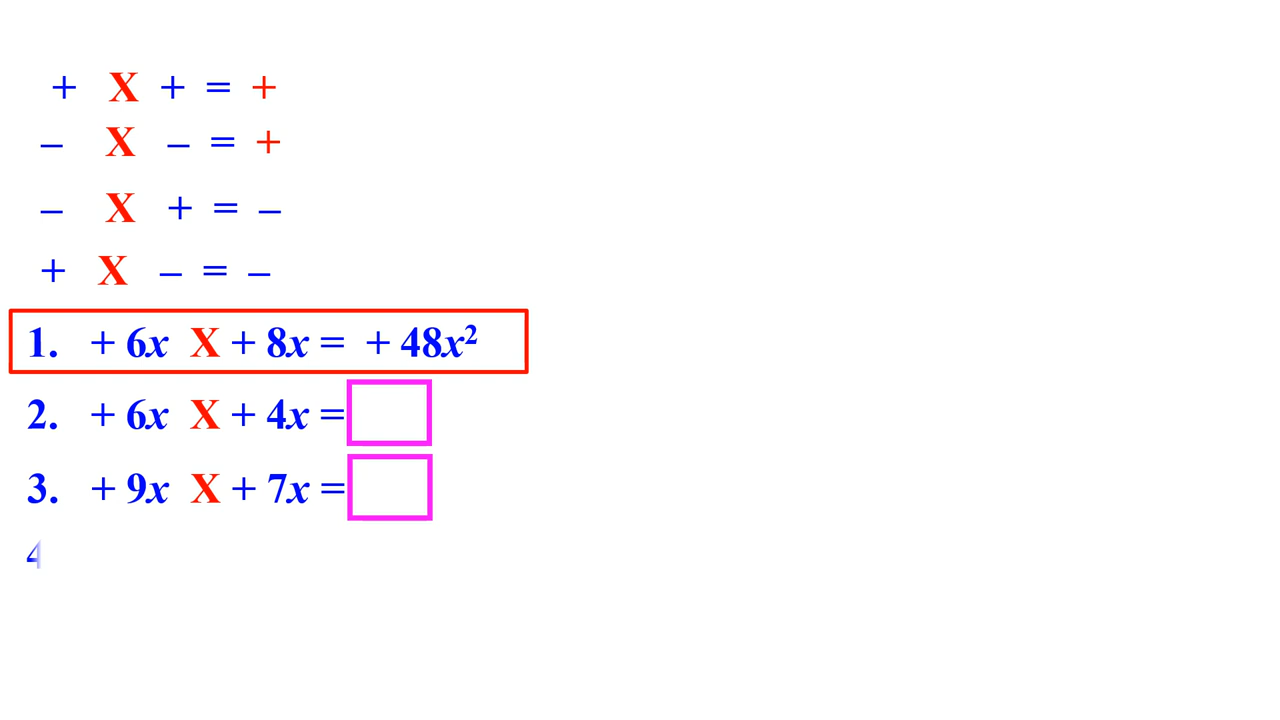 + X + = +
– X – = +
– X + = –
+ X – = –
1. + 6x X + 8x = + 48x²
2. + 6x X + 4x =
3. + 9x X + 7x =
4